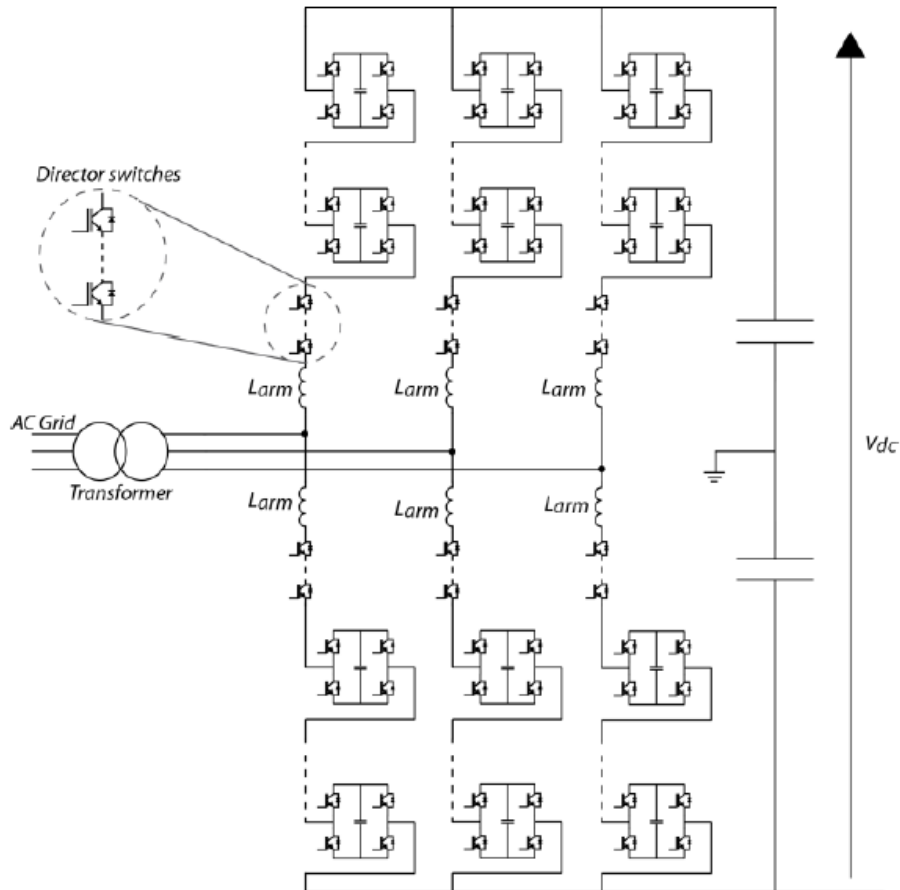 Director switches
Larm
Larm
Larm
AC Grid
Vdc
Transformer
Larm
Larm
Larm